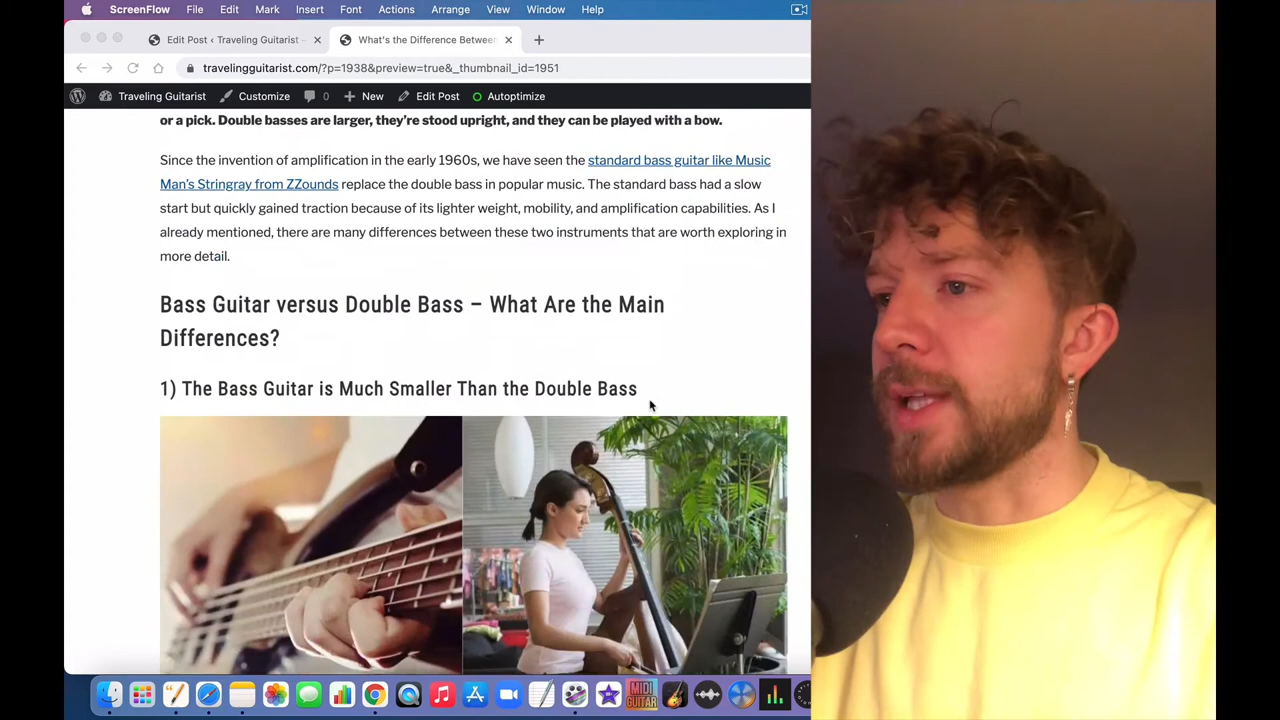 ScreenFlow File Edit Mark Insert Font Actions Arrange View Window Help
Edit Post ‹ Traveling Guitarist – What's the Difference Between
travelingguitarist.com/?p=1938&preview=true&_thumbnail_id=1951
Traveling Guitarist Customize 0 New Edit Post Autoptimize
or a pick. Double basses are larger, they're stood upright, and they can be played with a bow.
Since the invention of amplification in the early 1960s, we have seen the standard bass guitar like Music
Man's Stringray from ZZounds replace the double bass in popular music. The standard bass had a slow
start but quickly gained traction because of its lighter weight, mobility, and amplification capabilities. As I
already mentioned, there are many differences between these two instruments that are worth exploring in
more detail.
Bass Guitar versus Double Bass – What Are the Main
Differences?
1) The Bass Guitar is Much Smaller Than the Double Bass
MIDI
GUITAR